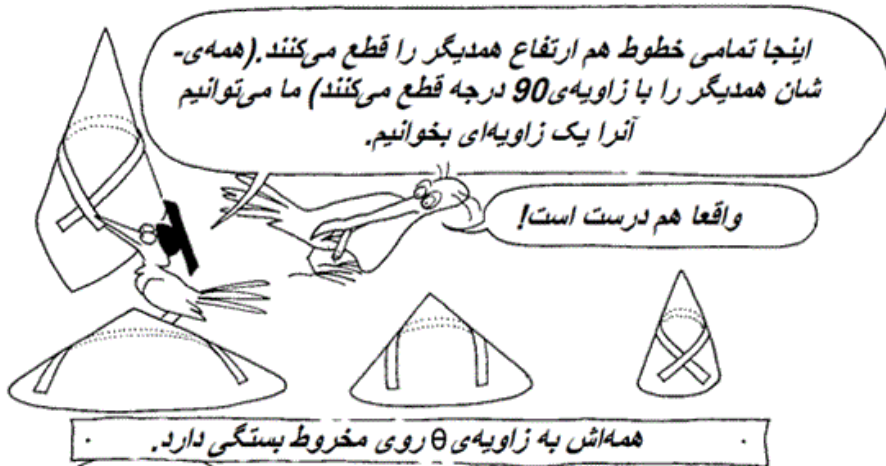 اینجا تمامی خطوط هم ارتفاع همدیگر را قطع می‌کنند.(همه‌ی-
شان همدیگر را با زاویه‌ی90 درجه قطع می‌کنند) ما می‌توانیم
آنرا یک زاویه‌ای بخوانیم.
واقعا هم درست است!
همه‌اش به زاویه‌ی θ روی مخروط بستگی دارد.